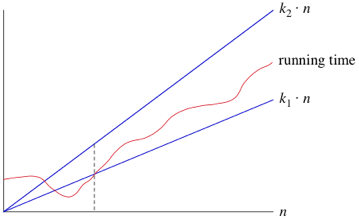 k₂ · n
running time
k₁ · n
n